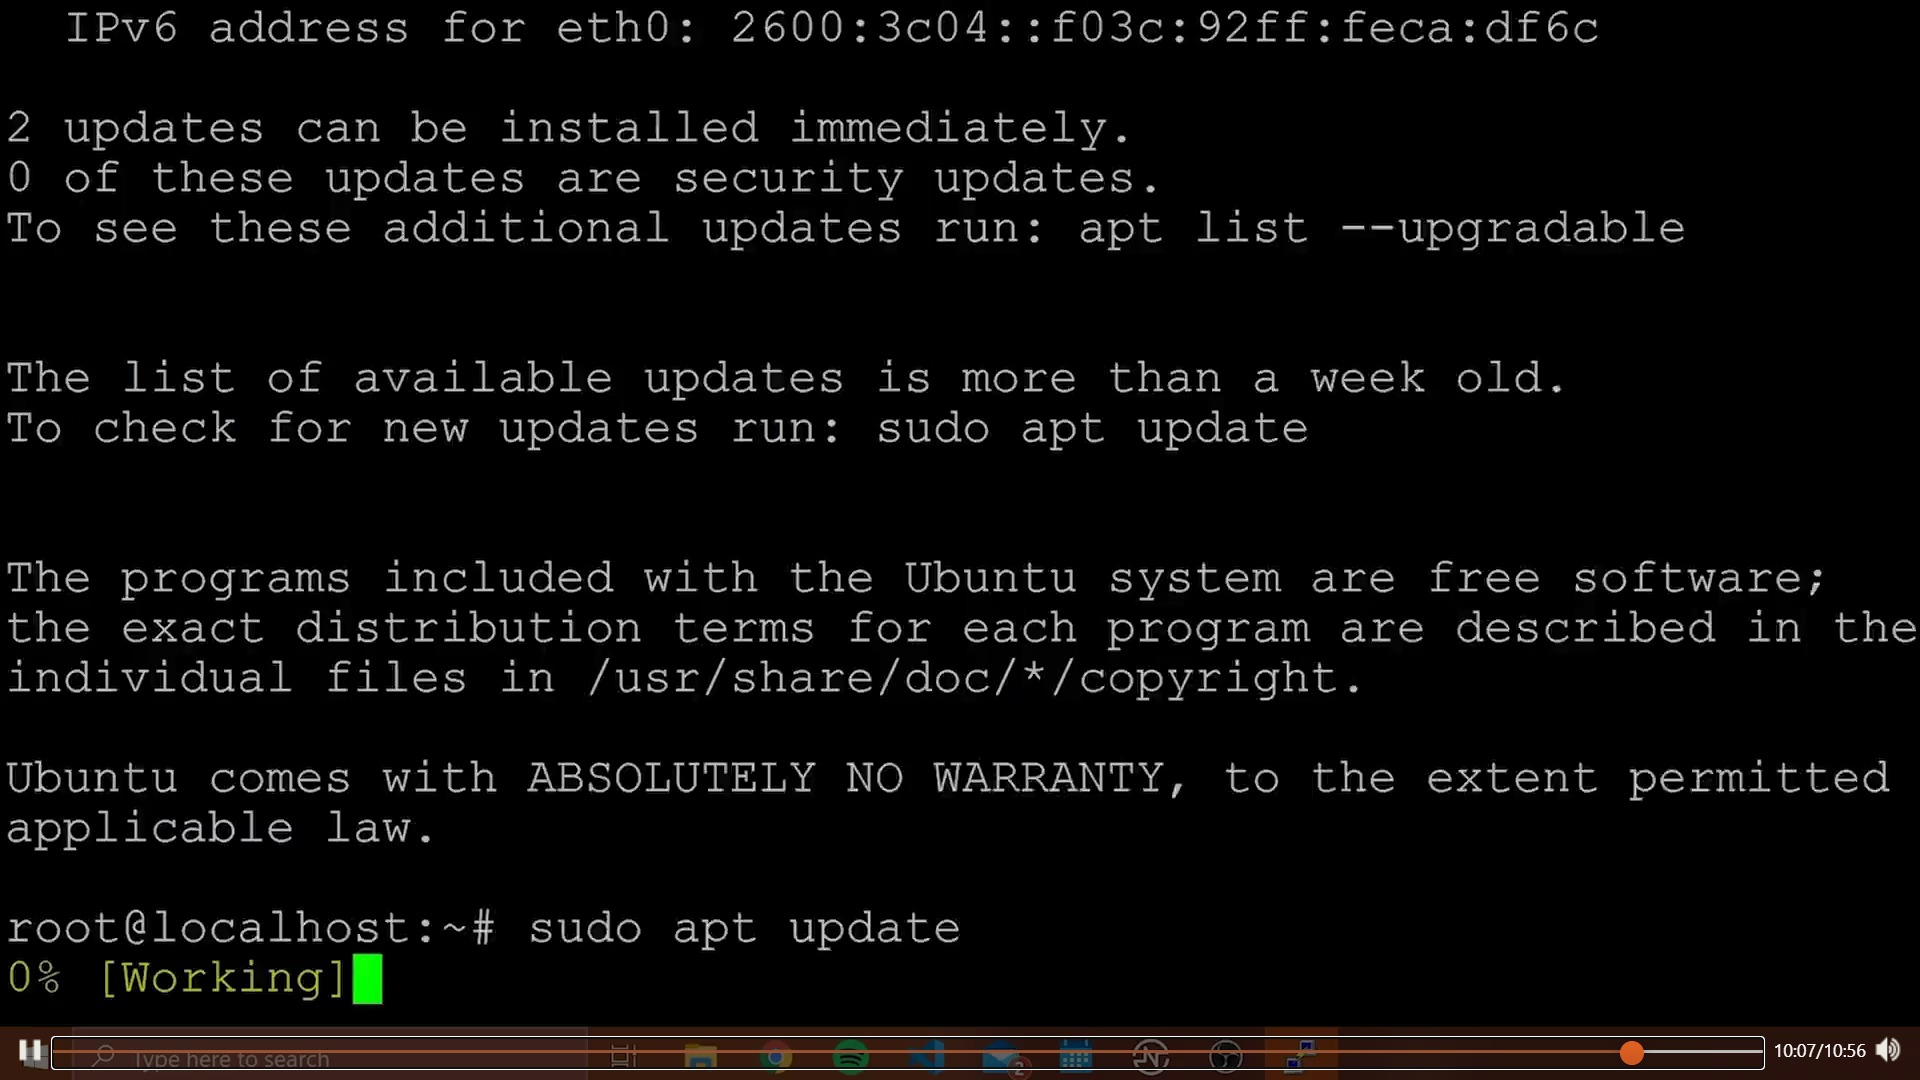 IPv6 address for eth0: 2600:3c04::f03c:92ff:feca:df6c
2 updates can be installed immediately.
0 of these updates are security updates.
To see these additional updates run: apt list --upgradable
The list of available updates is more than a week old.
To check for new updates run: sudo apt update
The programs included with the Ubuntu system are free software;
the exact distribution terms for each program are described in the
individual files in /usr/share/doc/*/copyright.
Ubuntu comes with ABSOLUTELY NO WARRANTY, to the extent permitted
applicable law.
root@localhost:~# sudo apt update
0% [Working]
Type here to search
2
10:07/10:56